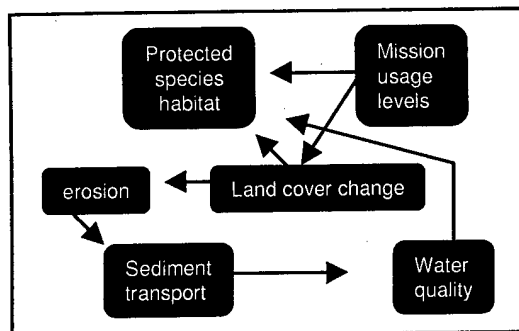 Protected
species
habitat
Mission
usage
levels
erosion
Land cover change
Sediment
transport
Water
quality